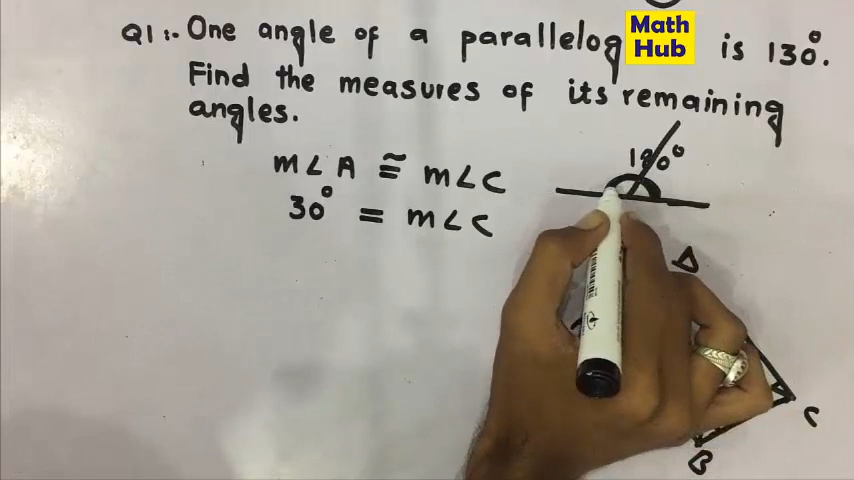 Q1:. One angle of a parallelog Math Hub is 130°.
Find the measures of its remaining
angles.
m∠A ≅ m∠C
30° = m∠C
180°
D
C
B